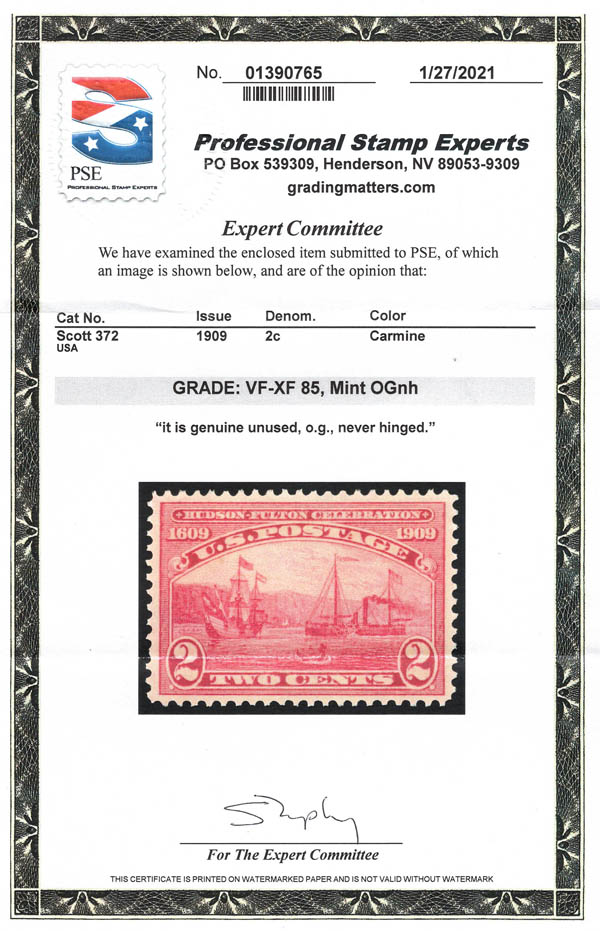 No. 01390765 1/27/2021
PSE
PROFESSIONAL STAMP EXPERTS
Professional Stamp Experts
PO Box 539309, Henderson, NV 89053-9309
gradingmatters.com
Expert Committee
We have examined the enclosed item submitted to PSE, of which
an image is shown below, and are of the opinion that:
Cat No. Issue Denom. Color
Scott 372 1909 2c Carmine
USA
GRADE: VF-XF 85, Mint OGnh
“it is genuine unused, o.g., never hinged.”
HUDSON-FULTON CELEBRATION
1609 1909
U.S. POSTAGE
2 2
TWO CENTS
For The Expert Committee
THIS CERTIFICATE IS PRINTED ON WATERMARKED PAPER AND IS NOT VALID WITHOUT WATERMARK